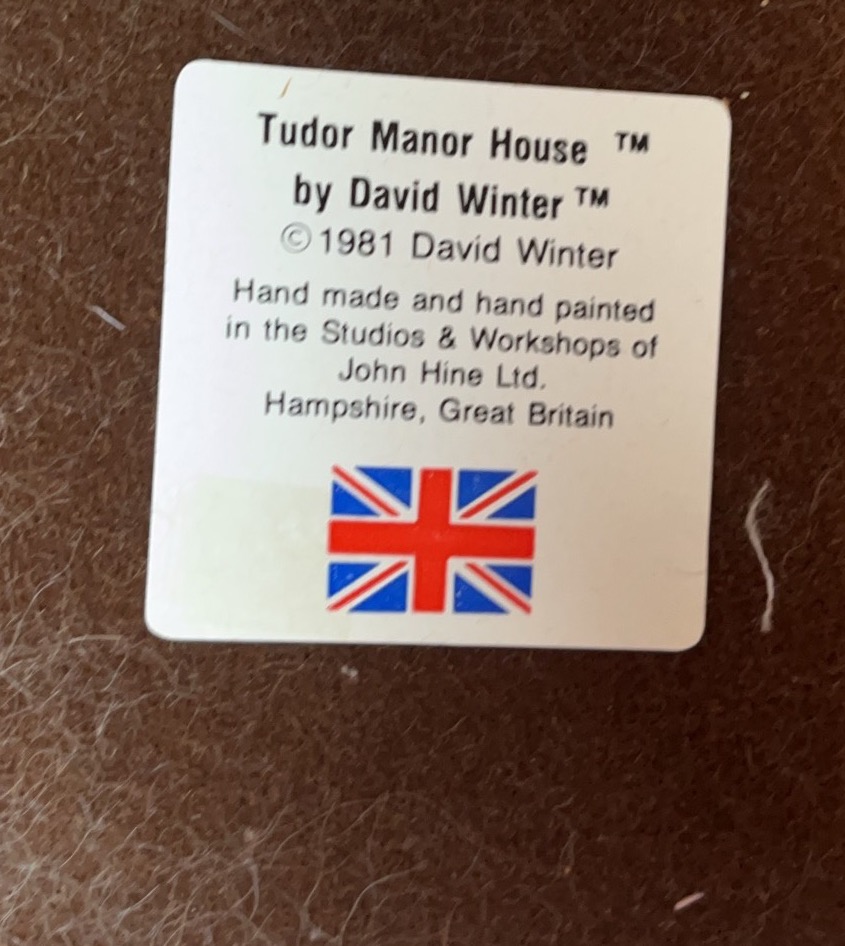 Tudor Manor House ™
by David Winter ™
©1981 David Winter
Hand made and hand painted
in the Studios & Workshops of
John Hine Ltd.
Hampshire, Great Britain